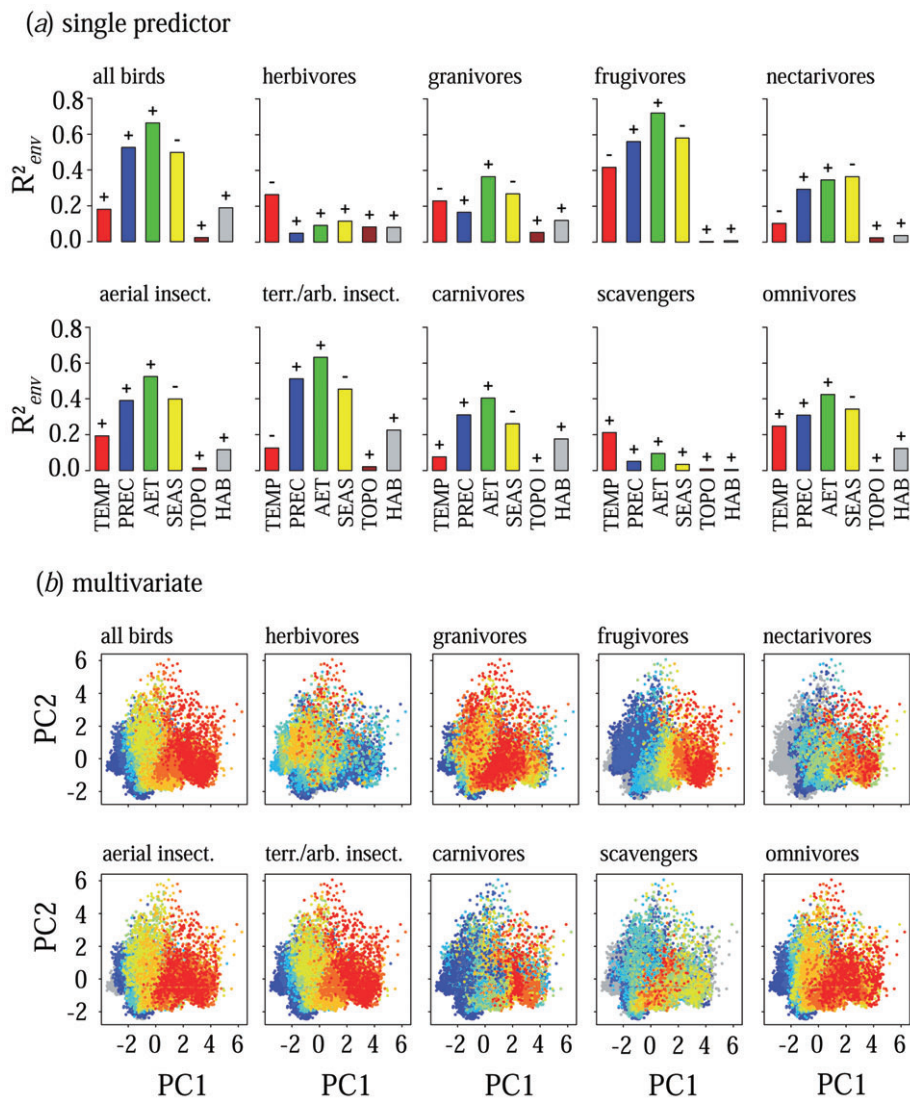 (a) single predictor
all birds herbivores granivores frugivores nectarivores
R²env
0.8
0.6
0.4
0.2
0.0
+ + + - + +
- + + + + +
- + + - + +
- + + - + +
- + + - + +
aerial insect. terr./arb. insect. carnivores scavengers omnivores
R²env
0.8
0.6
0.4
0.2
0.0
+ + + - + +
- + + - + +
+ + + - + +
+ + + + + +
+ + + - + +
TEMP PREC AET SEAS TOPO HAB
TEMP PREC AET SEAS TOPO HAB
TEMP PREC AET SEAS TOPO HAB
TEMP PREC AET SEAS TOPO HAB
TEMP PREC AET SEAS TOPO HAB
(b) multivariate
all birds herbivores granivores frugivores nectarivores
PC2
6
4
2
0
-2
aerial insect. terr./arb. insect. carnivores scavengers omnivores
PC2
6
4
2
0
-2
-2 0 2 4 6 -2 0 2 4 6 -2 0 2 4 6 -2 0 2 4 6 -2 0 2 4 6
PC1 PC1 PC1 PC1 PC1